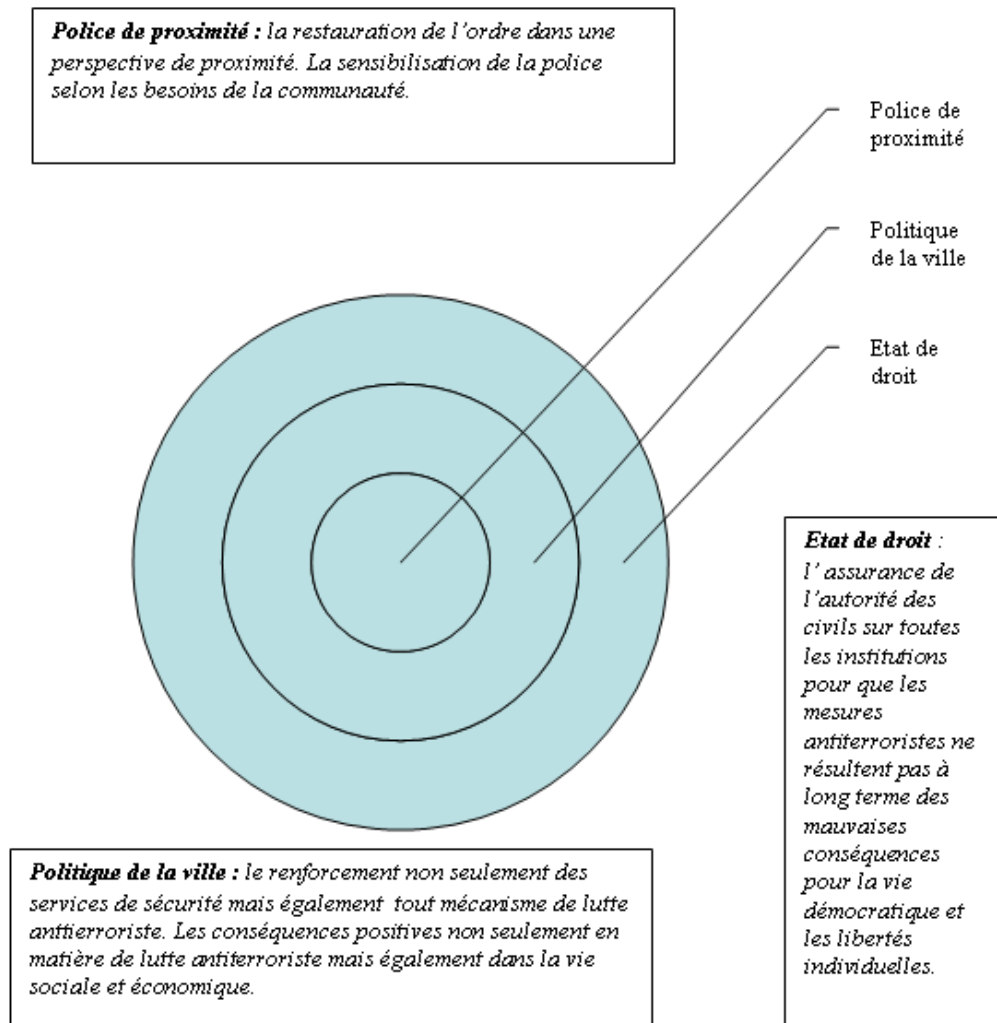 Police de proximité : la restauration de l'ordre dans une
perspective de proximité. La sensibilisation de la police
selon les besoins de la communauté.
Police de
proximité
Politique
de la ville
Etat de
droit
Etat de droit :
l' assurance de
l'autorité des
civils sur toutes
les institutions
pour que les
mesures
antiterroristes ne
résultent pas à
long terme des
mauvaises
conséquences
pour la vie
démocratique et
les libertés
individuelles.
Politique de la ville : le renforcement non seulement des
services de sécurité mais également tout mécanisme de lutte
anttierroriste. Les conséquences positives non seulement en
matière de lutte antiterroriste mais également dans la vie
sociale et économique.